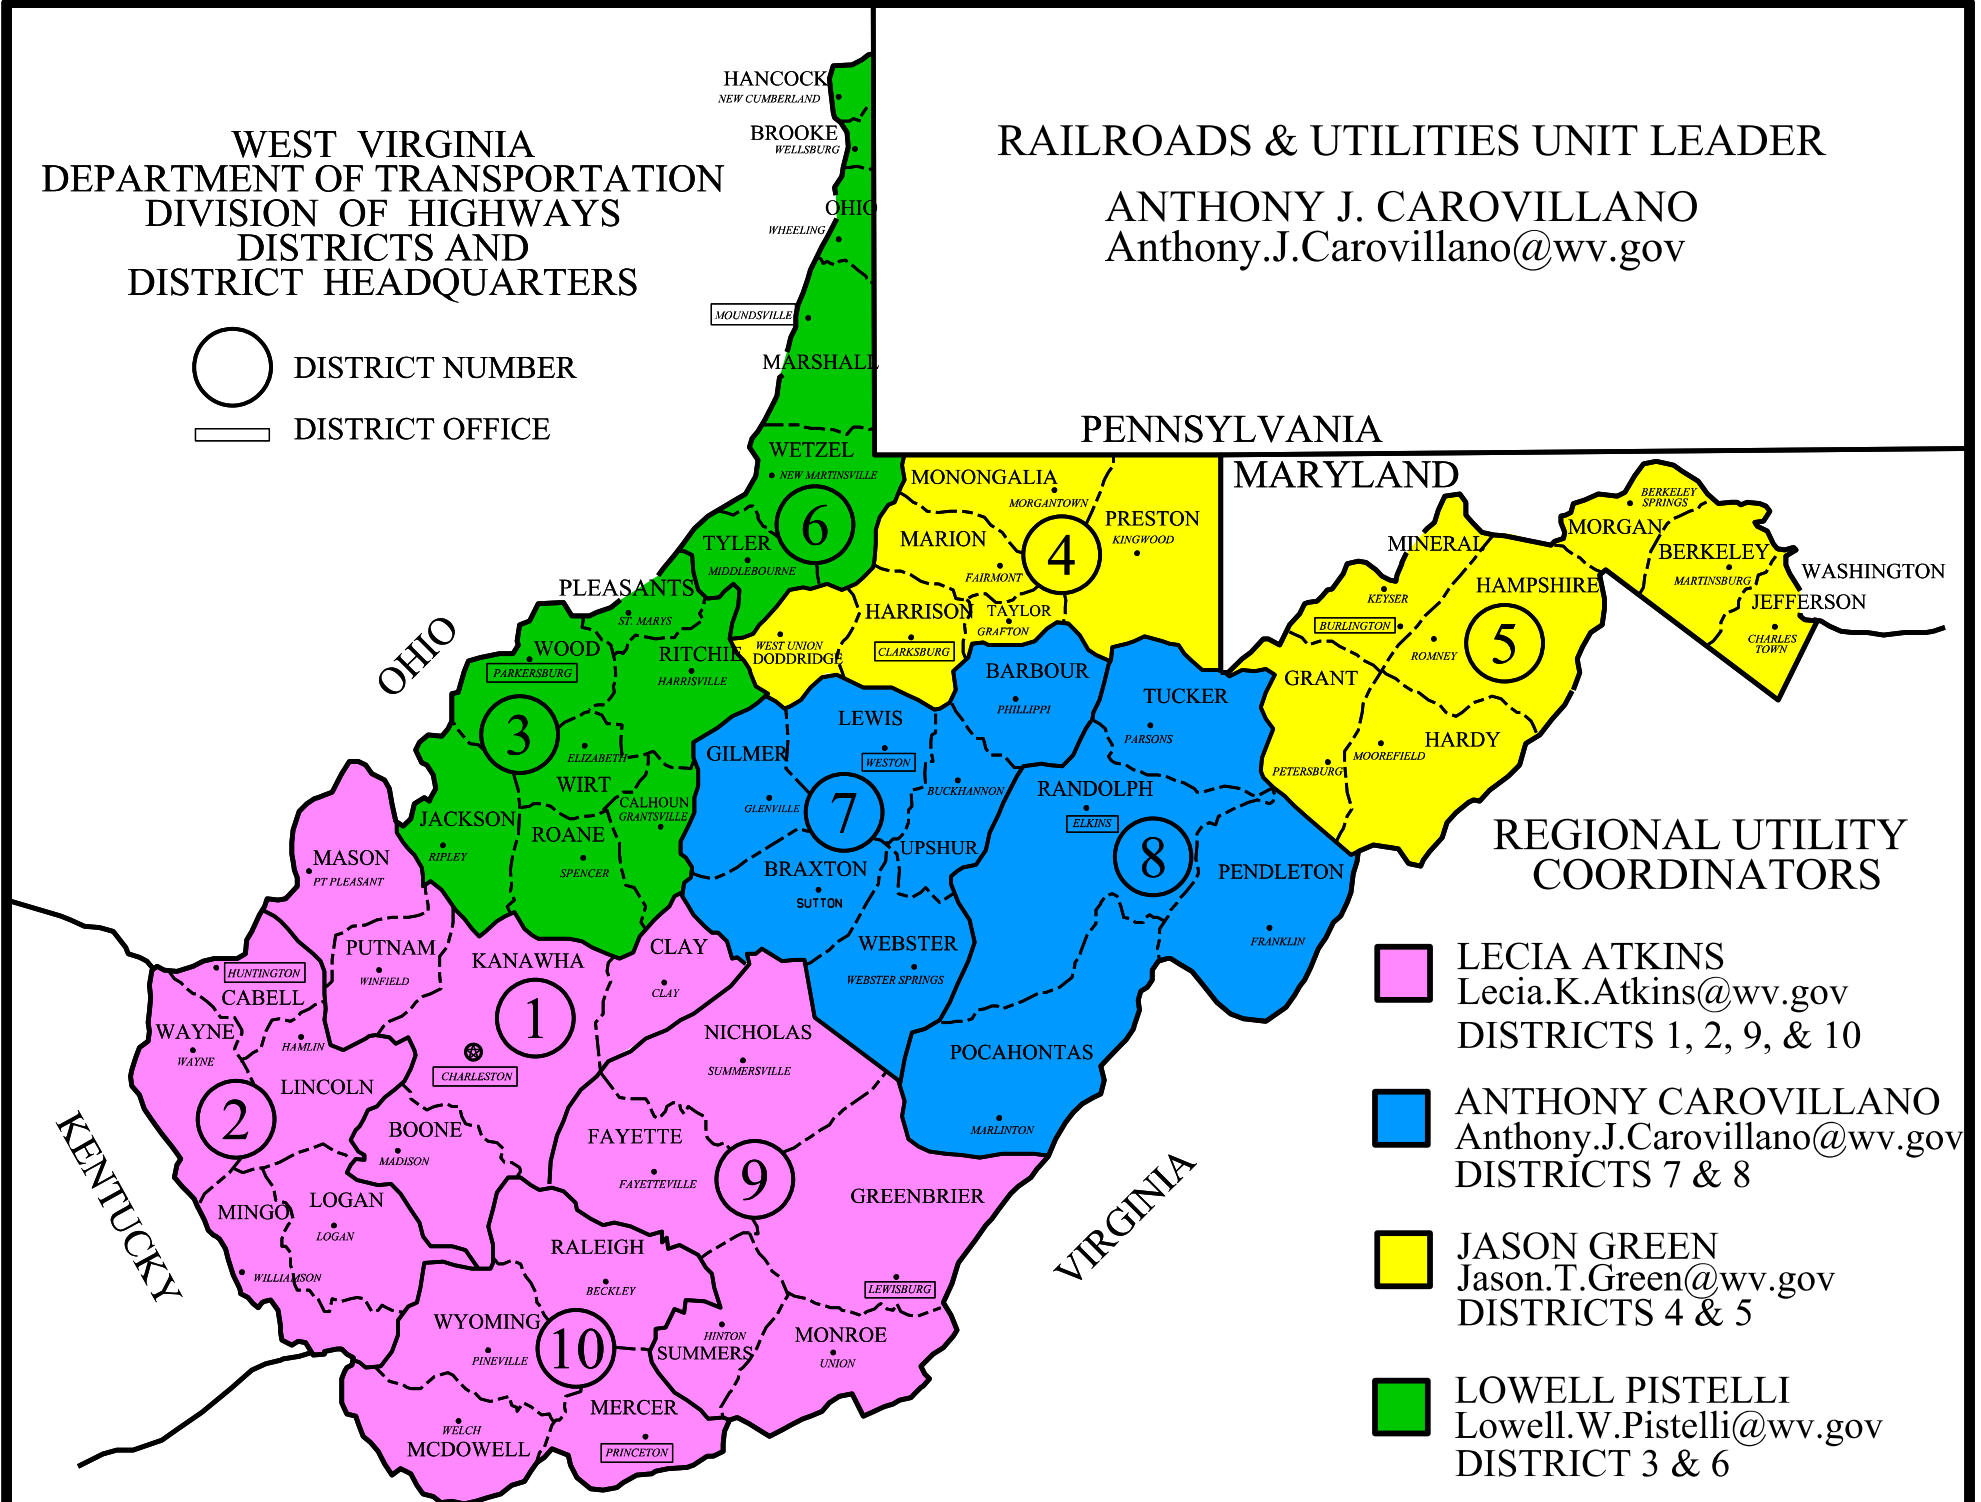 WEST VIRGINIA
DEPARTMENT OF TRANSPORTATION
DIVISION OF HIGHWAYS
DISTRICTS AND
DISTRICT HEADQUARTERS
DISTRICT NUMBER
DISTRICT OFFICE
RAILROADS & UTILITIES UNIT LEADER
ANTHONY J. CAROVILLANO
Anthony.J.Carovillano@wv.gov
PENNSYLVANIA
MARYLAND
WASHINGTON
OHIO
KENTUCKY
VIRGINIA
HANCOCK
NEW CUMBERLAND
BROOKE
WELLSBURG
OHIO
WHEELING
MOUNDSVILLE
MARSHALL
WETZEL
NEW MARTINSVILLE
6
TYLER
MIDDLEBOURNE
PLEASANTS
ST. MARYS
WOOD
PARKERSBURG
RITCHIE
HARRISVILLE
3
ELIZABETH
WIRT
CALHOUN
GRANTSVILLE
JACKSON
RIPLEY
ROANE
SPENCER
MONONGALIA
MORGANTOWN
PRESTON
KINGWOOD
MARION
FAIRMONT
4
HARRISON
CLARKSBURG
TAYLOR
GRAFTON
WEST UNION
DODDRIDGE
MORGAN
BERKELEY
SPRINGS
BERKELEY
MARTINSBURG
JEFFERSON
CHARLES
TOWN
MINERAL
KEYSER
BURLINGTON
HAMPSHIRE
ROMNEY
5
GRANT
PETERSBURG
HARDY
MOOREFIELD
BARBOUR
PHILLIPPI
TUCKER
PARSONS
LEWIS
WESTON
GILMER
GLENVILLE
7
BUCKHANNON
UPSHUR
BRAXTON
SUTTON
WEBSTER
WEBSTER SPRINGS
RANDOLPH
ELKINS
8
PENDLETON
FRANKLIN
POCAHONTAS
MARLINTON
MASON
PT PLEASANT
PUTNAM
WINFIELD
KANAWHA
1
CHARLESTON
CLAY
CLAY
HUNTINGTON
CABELL
WAYNE
WAYNE
HAMLIN
LINCOLN
2
BOONE
MADISON
MINGO
WILLIAMSON
LOGAN
LOGAN
NICHOLAS
SUMMERSVILLE
FAYETTE
FAYETTEVILLE
9
GREENBRIER
LEWISBURG
RALEIGH
BECKLEY
WYOMING
PINEVILLE
10
HINTON
SUMMERS
MONROE
UNION
MERCER
PRINCETON
WELCH
MCDOWELL
REGIONAL UTILITY
COORDINATORS
LECIA ATKINS
Lecia.K.Atkins@wv.gov
DISTRICTS 1, 2, 9, & 10
ANTHONY CAROVILLANO
Anthony.J.Carovillano@wv.gov
DISTRICTS 7 & 8
JASON GREEN
Jason.T.Green@wv.gov
DISTRICTS 4 & 5
LOWELL PISTELLI
Lowell.W.Pistelli@wv.gov
DISTRICT 3 & 6